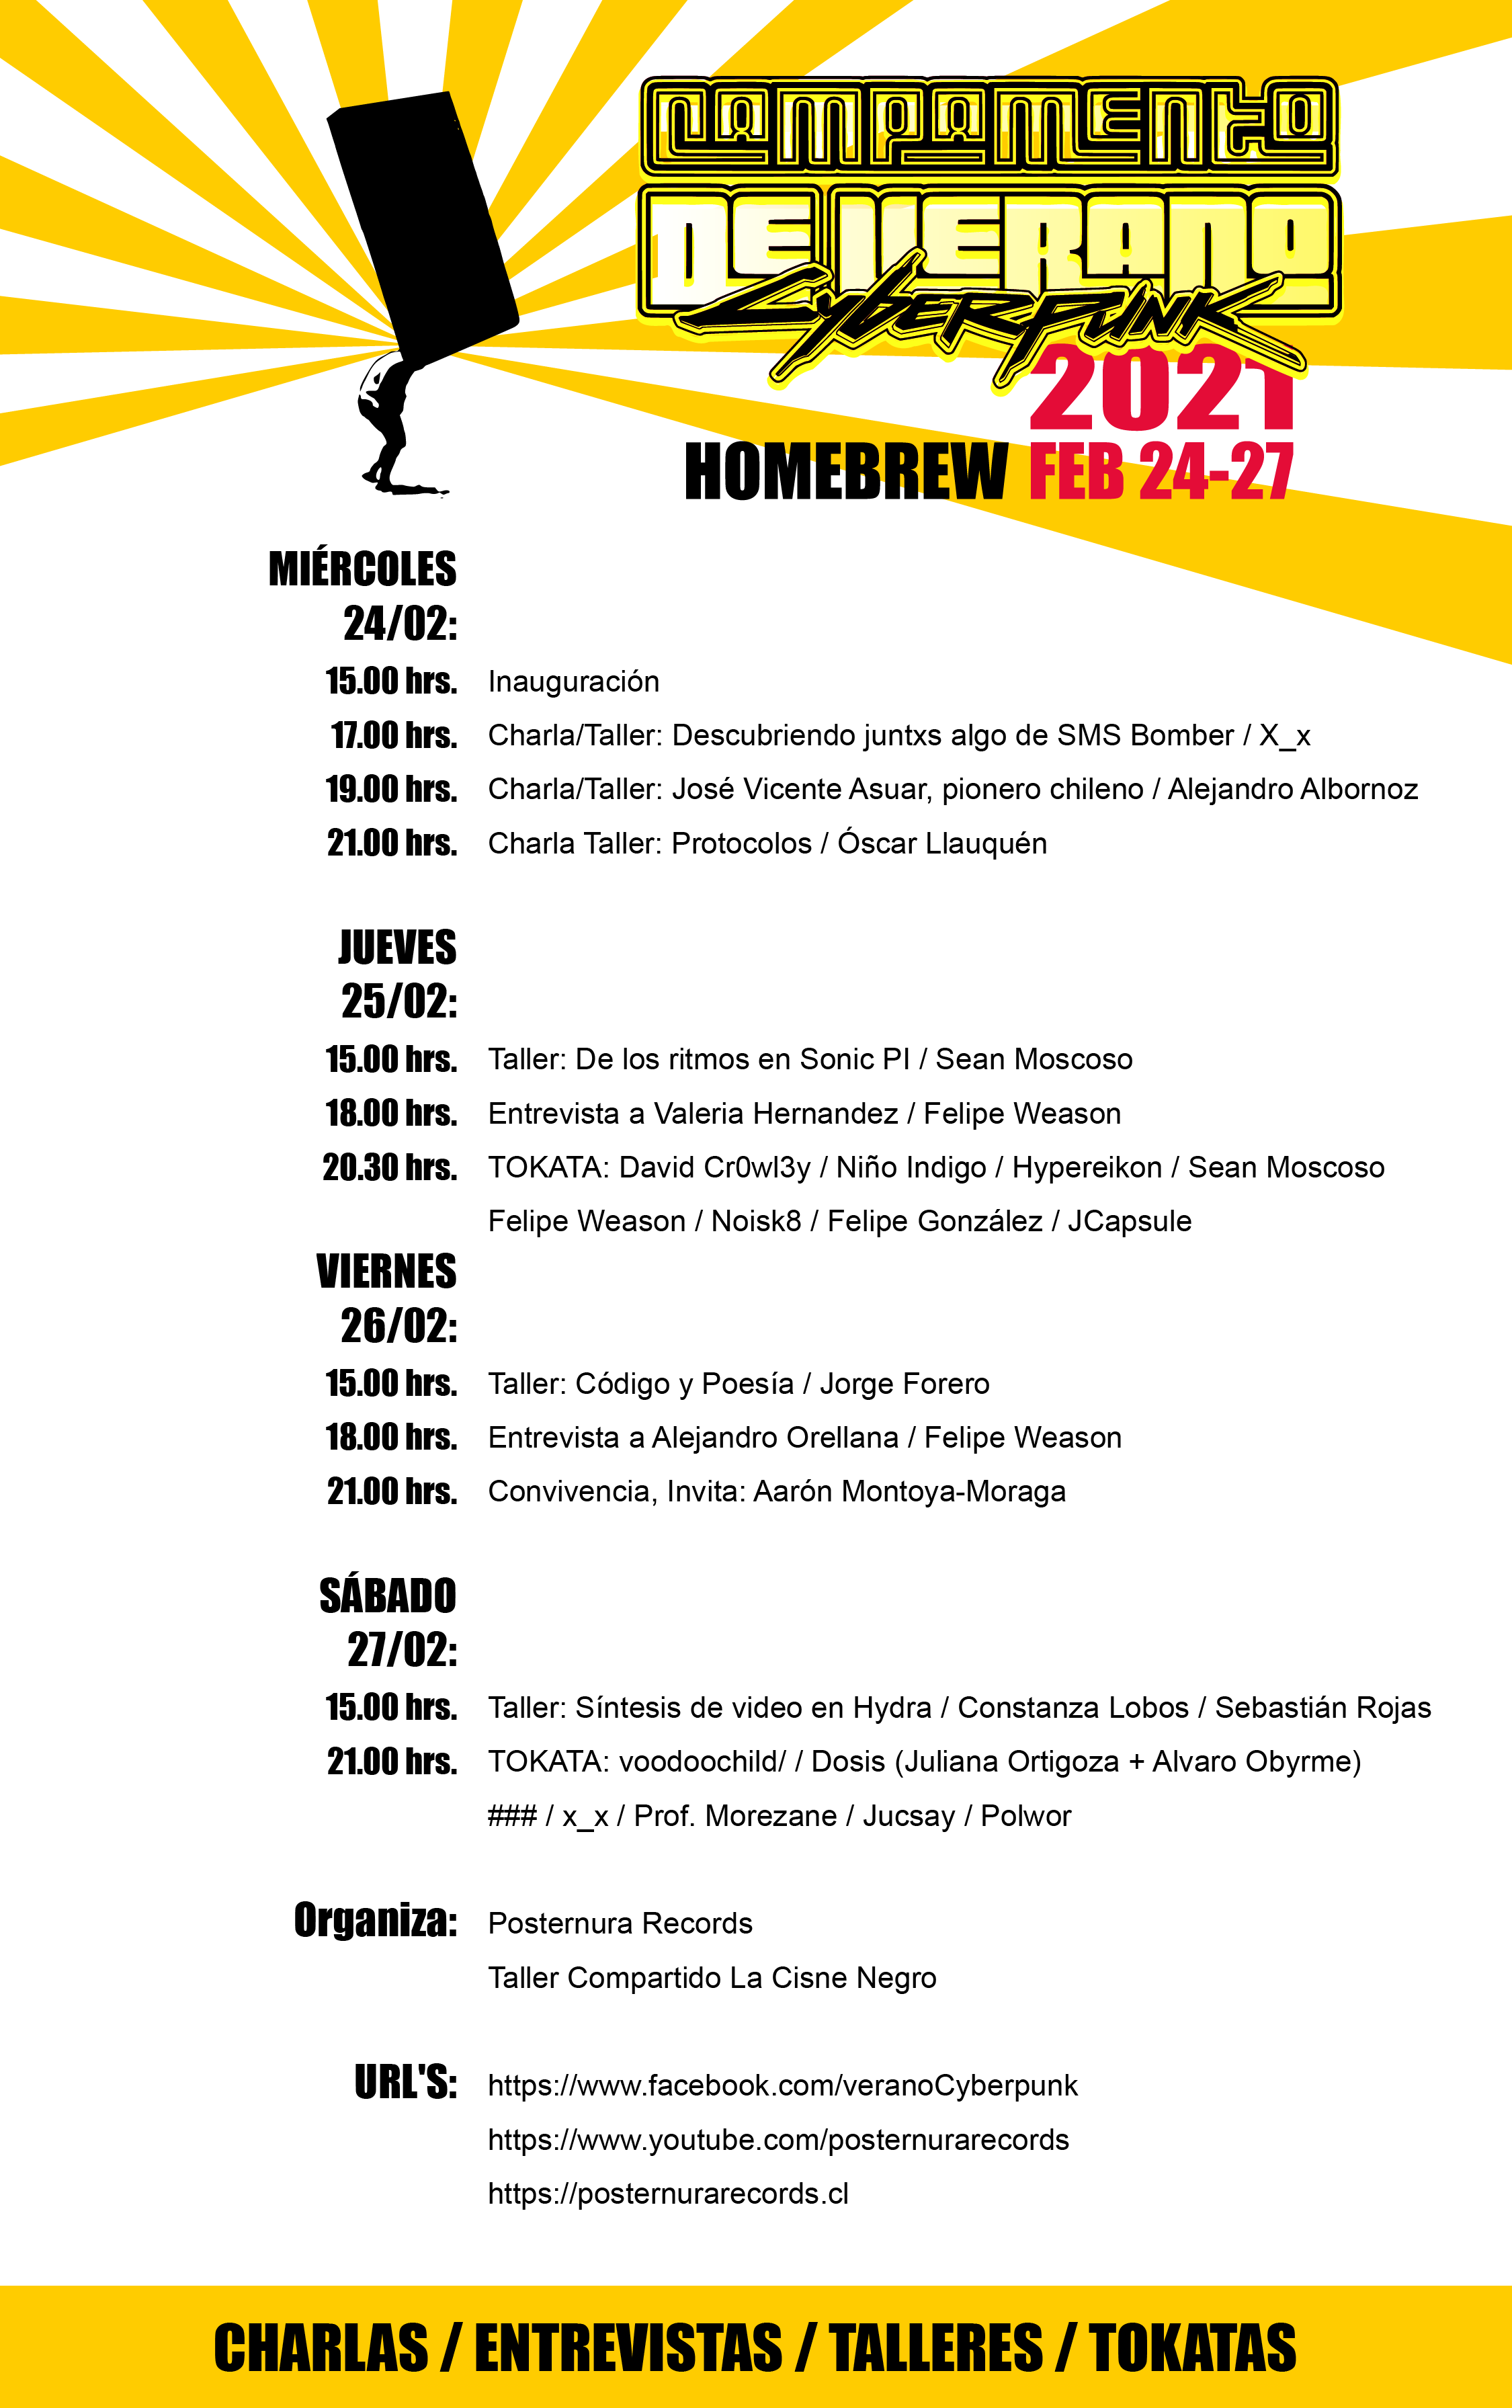 CAMPAMENTO
DE VERANO
Cyberpunk
2021
HOMEBREW FEB 24-27
MIÉRCOLES
24/02:
15.00 hrs. Inauguración
17.00 hrs. Charla/Taller: Descubriendo juntxs algo de SMS Bomber / X_x
19.00 hrs. Charla/Taller: José Vicente Asuar, pionero chileno / Alejandro Albornoz
21.00 hrs. Charla Taller: Protocolos / Óscar Llauquén
JUEVES
25/02:
15.00 hrs. Taller: De los ritmos en Sonic PI / Sean Moscoso
18.00 hrs. Entrevista a Valeria Hernandez / Felipe Weason
20.30 hrs. TOKATA: David Cr0wl3y / Niño Indigo / Hypereikon / Sean Moscoso
Felipe Weason / Noisk8 / Felipe González / JCapsule
VIERNES
26/02:
15.00 hrs. Taller: Código y Poesía / Jorge Forero
18.00 hrs. Entrevista a Alejandro Orellana / Felipe Weason
21.00 hrs. Convivencia, Invita: Aarón Montoya-Moraga
SÁBADO
27/02:
15.00 hrs. Taller: Síntesis de video en Hydra / Constanza Lobos / Sebastián Rojas
21.00 hrs. TOKATA: voodoochild/ / Dosis (Juliana Ortigoza + Alvaro Obyrme)
### / x_x / Prof. Morezane / Jucsay / Polwor
Organiza: Posternura Records
Taller Compartido La Cisne Negro
URL'S: https://www.facebook.com/veranoCyberpunk
https://www.youtube.com/posternurarecords
https://posternurarecords.cl
CHARLAS / ENTREVISTAS / TALLERES / TOKATAS